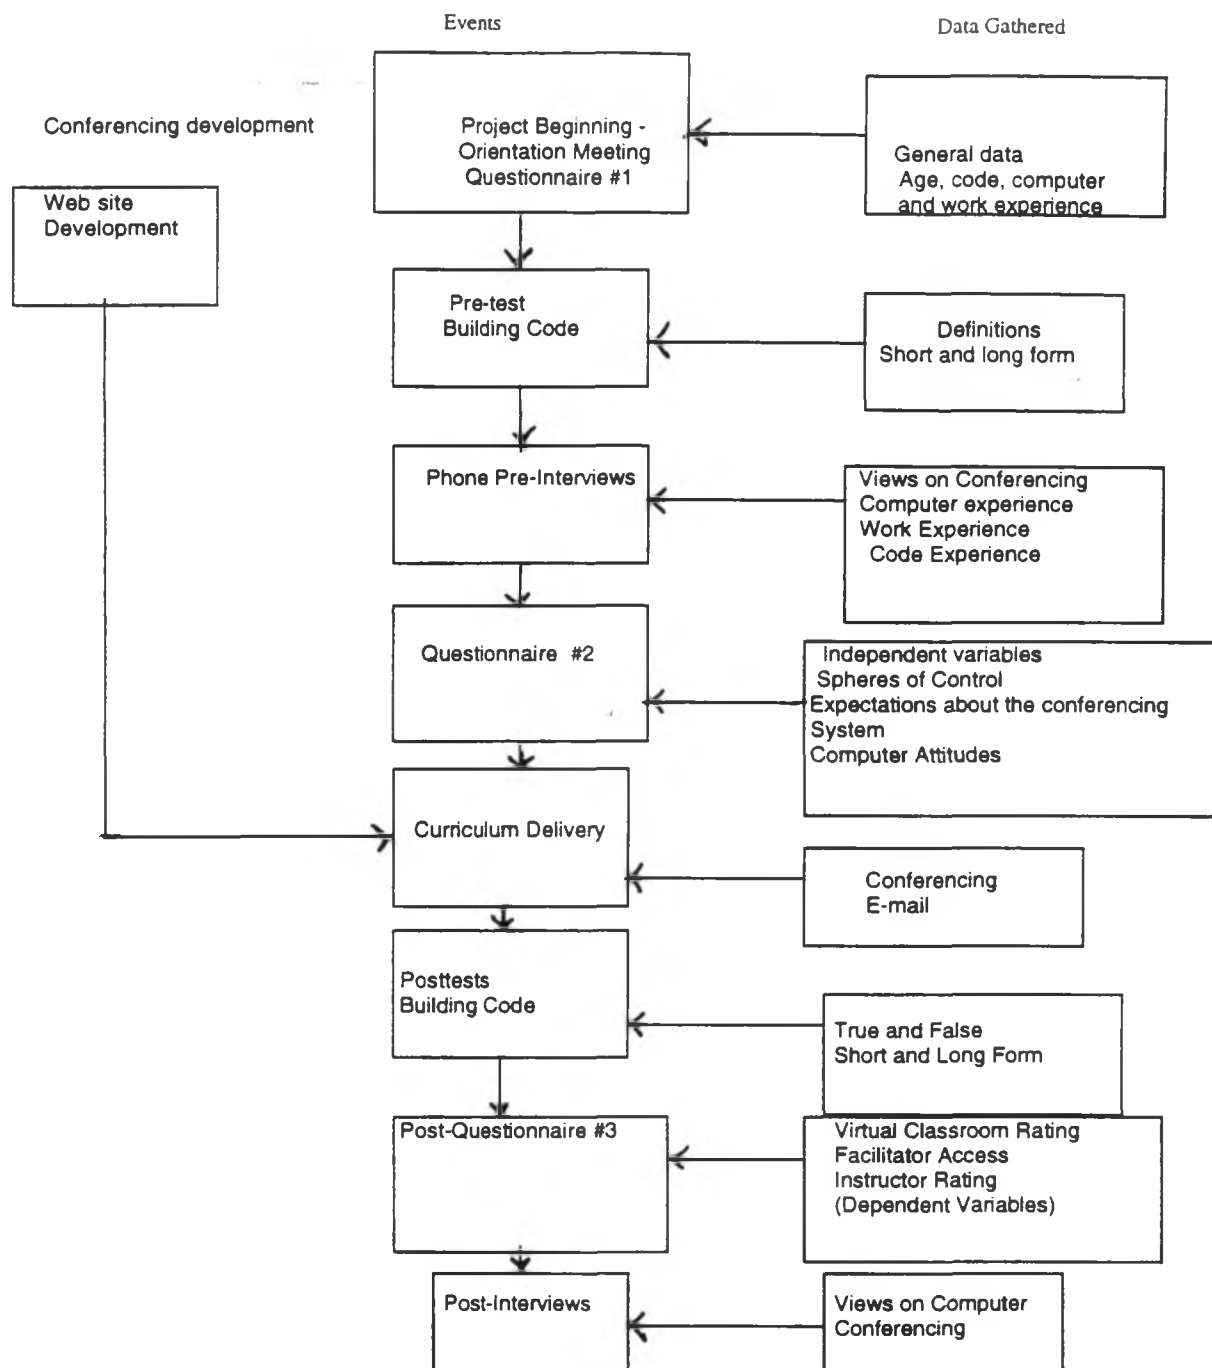 Events
Data Gathered
Conferencing development
Project Beginning -
Orientation Meeting
Questionnaire #1
General data
Age, code, computer
and work experience
Web site
Development
Pre-test
Building Code
Definitions
Short and long form
Phone Pre-Interviews
Views on Conferencing
Computer experience
Work Experience
Code Experience
Questionnaire #2
Independent variables
Spheres of Control
Expectations about the conferencing
System
Computer Attitudes
Curriculum Delivery
Conferencing
E-mail
Posttests
Building Code
True and False
Short and Long Form
Post-Questionnaire #3
Virtual Classroom Rating
Facilitator Access
Instructor Rating
(Dependent Variables)
Post-Interviews
Views on Computer
Conferencing